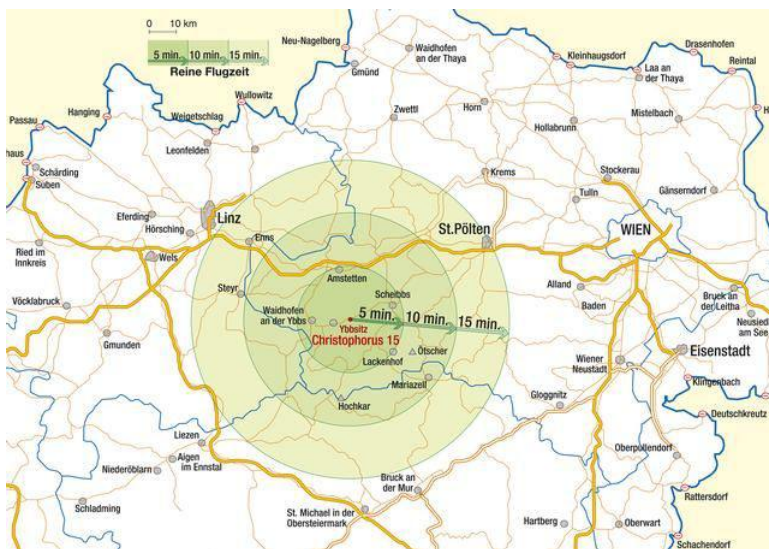 0 10 km
5 min. 10 min. 15 min.
Reine Flugzeit
Neu-Nagelberg
Gmünd
Waidhofen
an der Thaya
Kleinhaugsdorf
Drasenhofen
Laa an
der Thaya
Reintal
Passau
Hanging
Weigetschlag
Wullowitz
Zwettl
Horn
Hollabrunn
Mistelbach
haus
Schärding
Suben
Leonfelden
Krems
Stockerau
Tulln
Gänserndorf
Eferding
Hörsching
Linz
Enns
St.Pölten
WIEN
Ried im
Innkreis
Wels
Amstetten
Steyr
Scheibbs
Alland
Baden
Bruck an
der Leitha
Vöcklabruck
Waidhofen
an der Ybbs
5 min. 10 min. 15 min.
Ybbsitz
Christophorus 15
Neusiedl
am See
Gmunden
Lackenhof
Ötscher
Wiener
Neustadt
Eisenstadt
Mariazell
Klingenbach
Hochkar
Gloggnitz
Deutschkreutz
Liezen
Aigen
im Ennstal
Niederöblarn
Oberpullendorf
Schladming
Bruck an
der Mur
St. Michael in der
Obersteiermark
Rattersdorf
Hartberg
Oberwart
Schachendorf